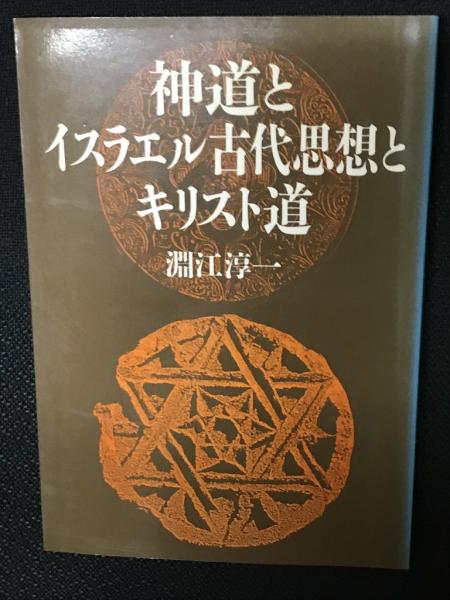 神道と
イスラエル古代思想と
キリスト道
淵江淳一